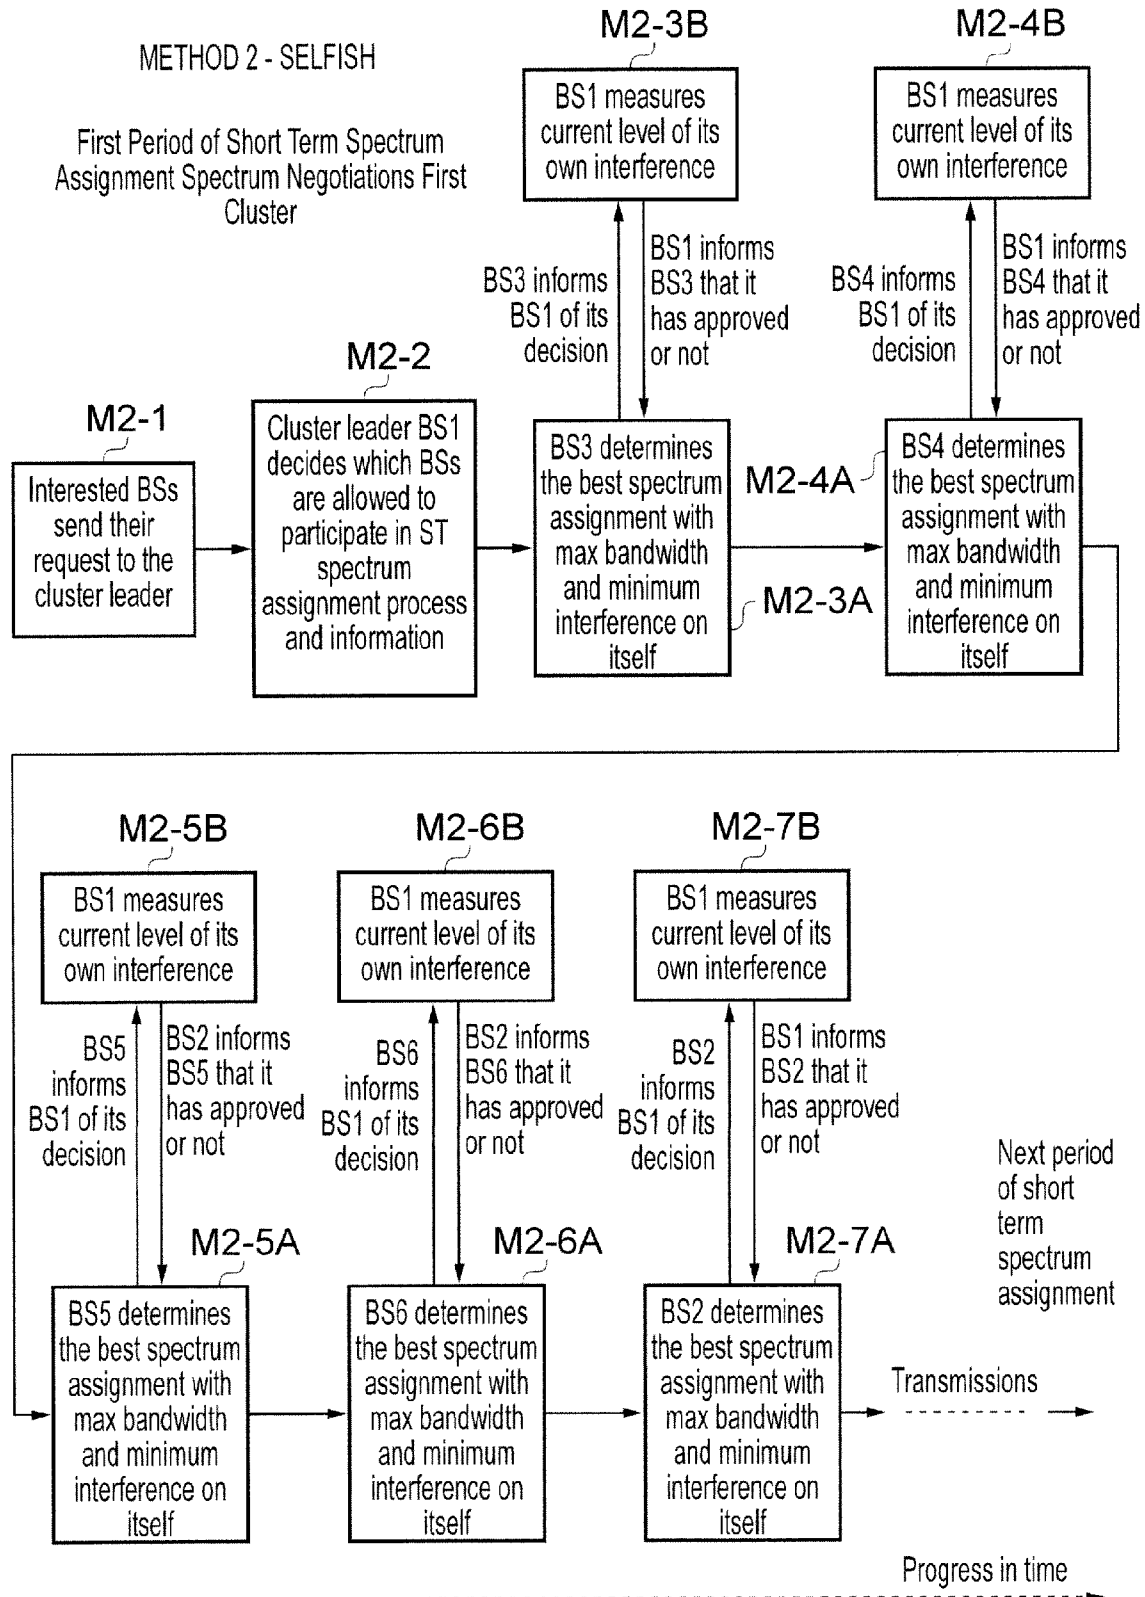 METHOD 2 - SELFISH
First Period of Short Term Spectrum
Assignment Spectrum Negotiations First
Cluster
M2-3B
BS1 measures
current level of its
own interference
M2-4B
BS1 measures
current level of its
own interference
BS3 informs
BS1 of its
decision
BS1 informs
BS3 that it
has approved
or not
BS4 informs
BS1 of its
decision
BS1 informs
BS4 that it
has approved
or not
M2-1
Interested BSs
send their
request to the
cluster leader
M2-2
Cluster leader BS1
decides which BSs
are allowed to
participate in ST
spectrum
assignment process
and information
BS3 determines
the best spectrum
assignment with
max bandwidth
and minimum
interference on
itself
M2-3A
M2-4A
BS4 determines
the best spectrum
assignment with
max bandwidth
and minimum
interference on
itself
M2-5B
BS1 measures
current level of its
own interference
M2-6B
BS1 measures
current level of its
own interference
M2-7B
BS1 measures
current level of its
own interference
BS5
informs
BS1 of its
decision
BS2 informs
BS5 that it
has approved
or not
BS6
informs
BS1 of its
decision
BS2 informs
BS6 that it
has approved
or not
BS2
informs
BS1 of its
decision
BS1 informs
BS2 that it
has approved
or not
Next period
of short
term
spectrum
assignment
M2-5A
BS5 determines
the best spectrum
assignment with
max bandwidth
and minimum
interference on
itself
M2-6A
BS6 determines
the best spectrum
assignment with
max bandwidth
and minimum
interference on
itself
M2-7A
BS2 determines
the best spectrum
assignment with
max bandwidth
and minimum
interference on
itself
Transmissions
Progress in time